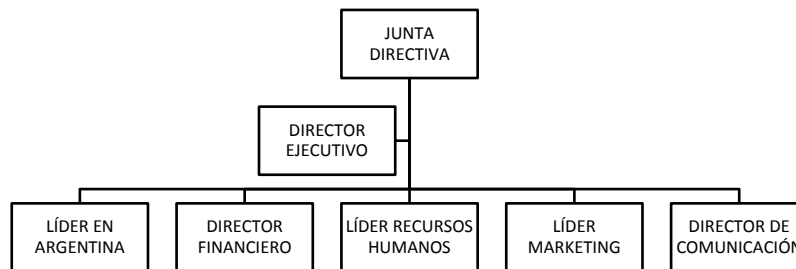 JUNTA
DIRECTIVA
DIRECTOR
EJECUTIVO
LÍDER EN
ARGENTINA
DIRECTOR
FINANCIERO
LÍDER RECURSOS
HUMANOS
LÍDER
MARKETING
DIRECTOR DE
COMUNICACIÓN